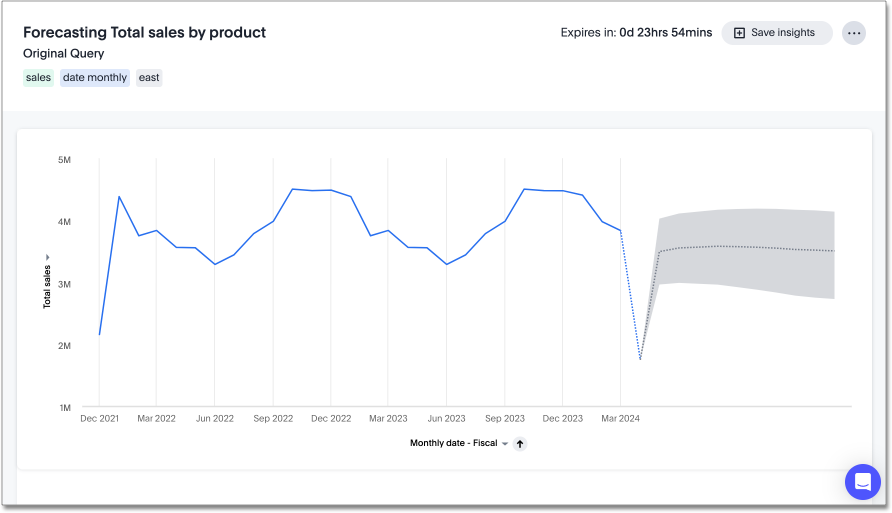 Forecasting Total sales by product
Expires in: 0d 23hrs 54mins
Save insights
Original Query
sales date monthly east
5M
4M
3M
2M
1M
Total sales
Dec 2021 Mar 2022 Jun 2022 Sep 2022 Dec 2022 Mar 2023 Jun 2023 Sep 2023 Dec 2023 Mar 2024
Monthly date - Fiscal